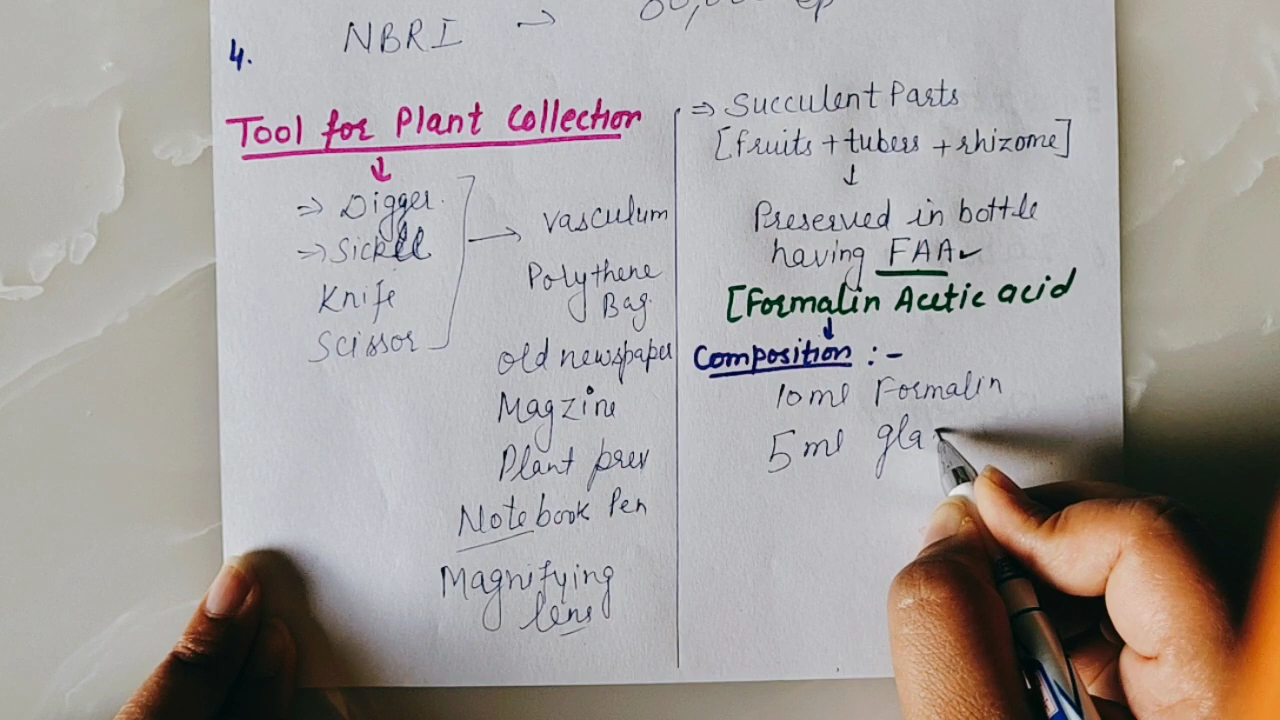 4.
NBRI →
Tool for Plant Collection
↓
⇒ Digger
⇒ Sickle
Knife
Scissor
→ Vasculum
Polythene
Bag
old newspaper
Magzine
Plant
Notebook Pen
Magnifying
lens
⇒ Succulent Parts
[fruits + tubers + rhizome]
↓
Preserved in bottle
having FAA
[Formalin Acetic acid
↓
Composition :-
10ml Formalin
5ml gla